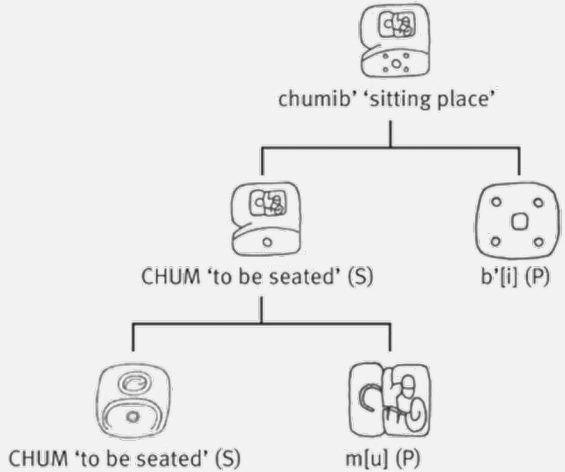 chumib’ ‘sitting place’
CHUM ‘to be seated’ (S)
b’[i] (P)
CHUM ‘to be seated’ (S)
m[u] (P)